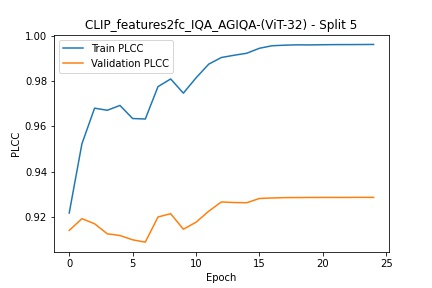 CLIP_features2fc_IQA_AGIQA-(ViT-32) - Split 5
Train PLCC
Validation PLCC
PLCC
1.00
0.98
0.96
0.94
0.92
0 5 10 15 20 25
Epoch